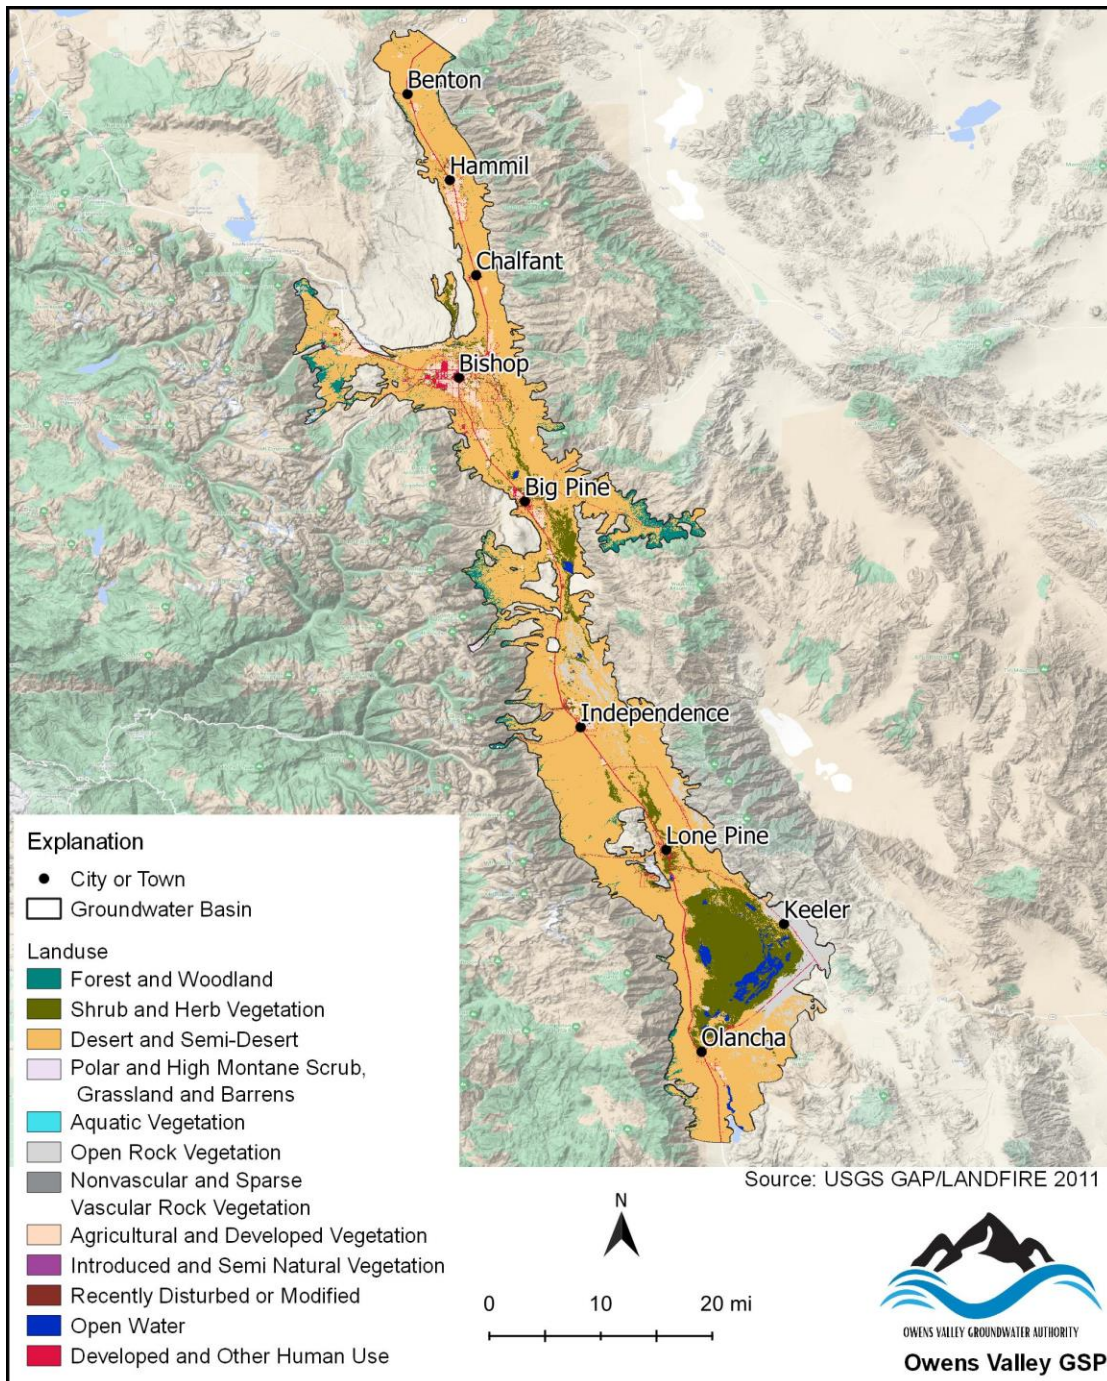 Benton
Hammil
Chalfant
Bishop
Big Pine
Independence
Lone Pine
Keeler
Olancha
Explanation
City or Town
Groundwater Basin
Landuse
Forest and Woodland
Shrub and Herb Vegetation
Desert and Semi-Desert
Polar and High Montane Scrub,
Grassland and Barrens
Aquatic Vegetation
Open Rock Vegetation
Nonvascular and Sparse
Vascular Rock Vegetation
Agricultural and Developed Vegetation
Introduced and Semi Natural Vegetation
Recently Disturbed or Modified
Open Water
Developed and Other Human Use
Source: USGS GAP/LANDFIRE 2011
N
0 10 20 mi
OWENS VALLEY GROUNDWATER AUTHORITY
Owens Valley GSP